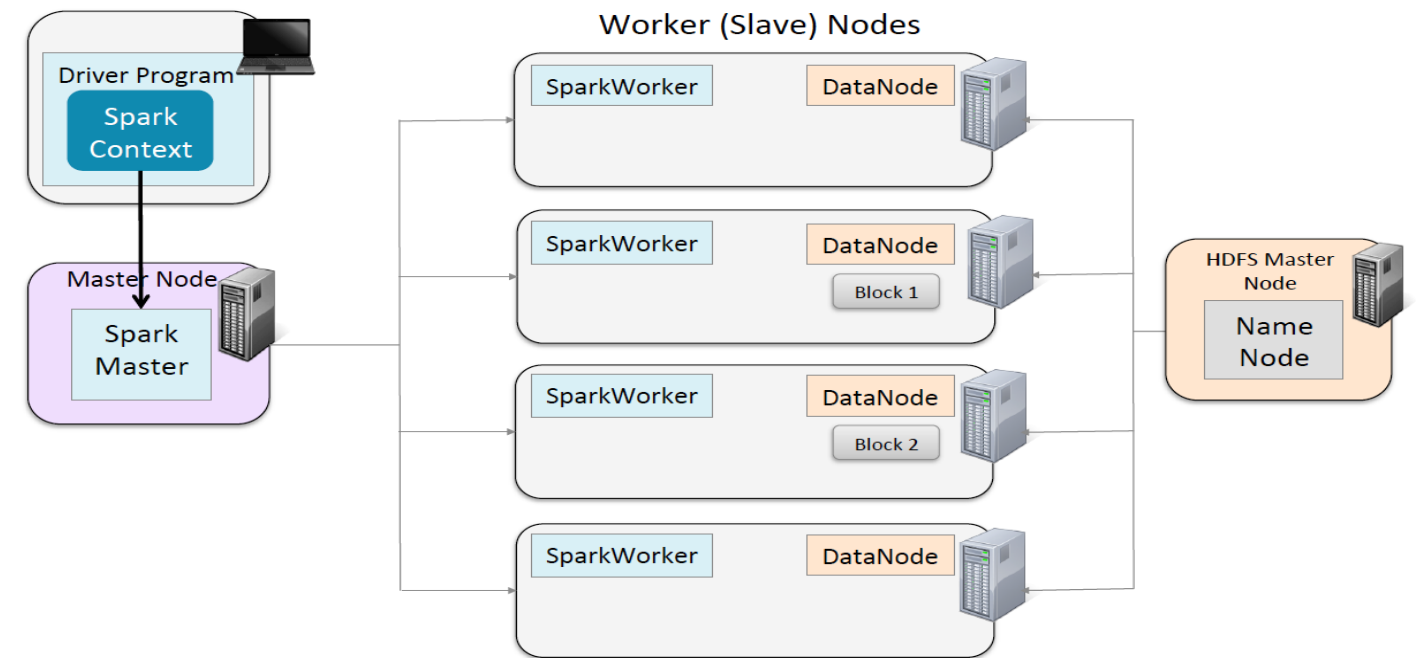 Worker (Slave) Nodes
Driver Program
Spark
Context
Master Node
Spark
Master
SparkWorker
DataNode
SparkWorker
DataNode
Block 1
SparkWorker
DataNode
Block 2
SparkWorker
DataNode
HDFS Master
Node
Name
Node